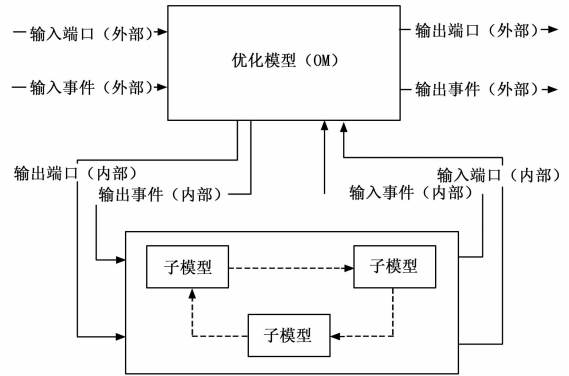 输入端口（外部）
输出端口（外部）
优化模型（OM）
输入事件（外部）
输出事件（外部）
输出端口（内部）
输入端口（内部）
输出事件（内部）
输入事件（内部）
子模型
子模型
子模型